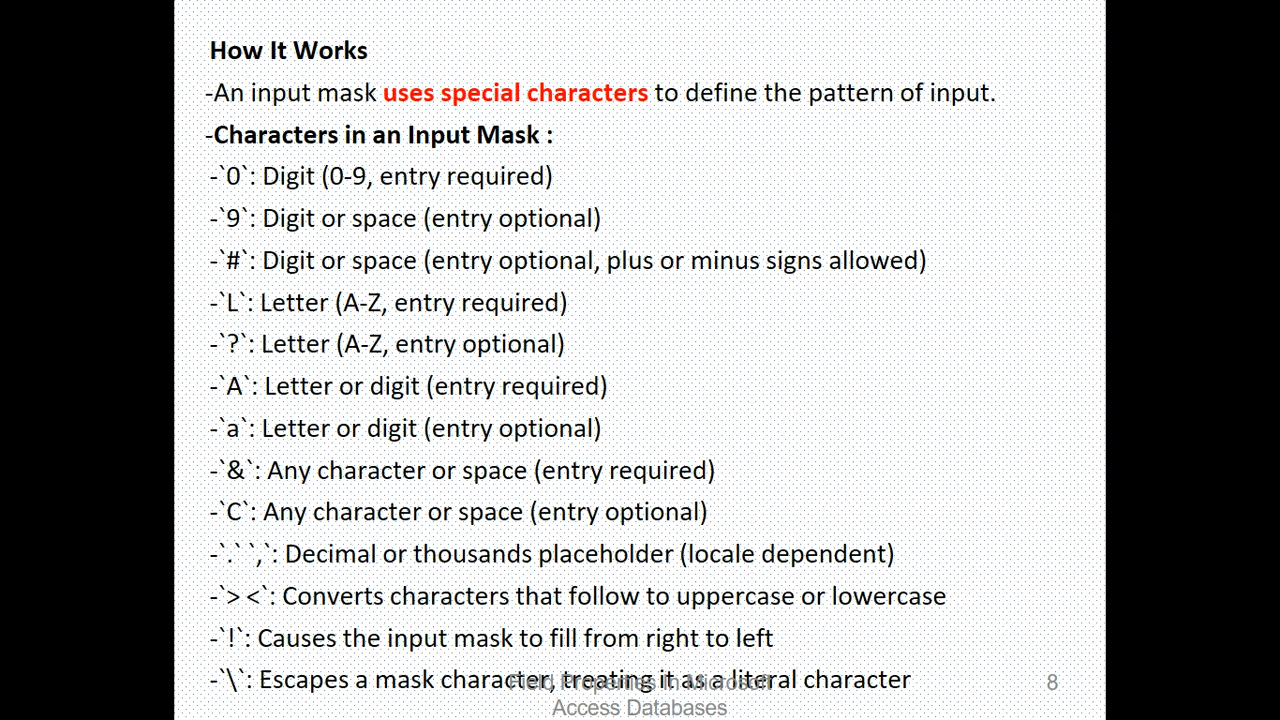 How It Works
-An input mask uses special characters to define the pattern of input.
-Characters in an Input Mask :
-`0`: Digit (0-9, entry required)
-`9`: Digit or space (entry optional)
-`#`: Digit or space (entry optional, plus or minus signs allowed)
-`L`: Letter (A-Z, entry required)
-`?`: Letter (A-Z, entry optional)
-`A`: Letter or digit (entry required)
-`a`: Letter or digit (entry optional)
-`&`: Any character or space (entry required)
-`C`: Any character or space (entry optional)
-`.` `,`: Decimal or thousands placeholder (locale dependent)
-`> <`: Converts characters that follow to uppercase or lowercase
-`!`: Causes the input mask to fill from right to left
-`\`: Escapes a mask character, treating it as a literal character
Field Properties in Microsoft
Access Databases
8